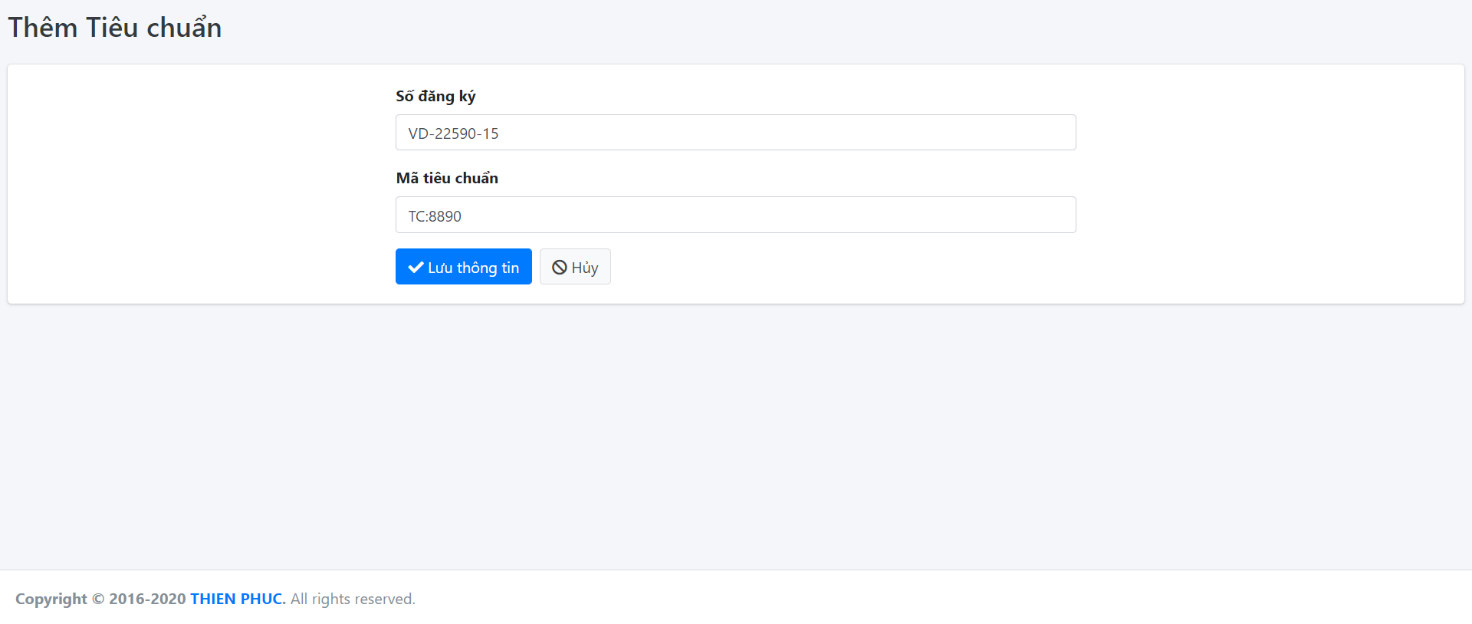 Thêm Tiêu chuẩn
Số đăng ký
VD-22590-15
Mã tiêu chuẩn
TC:8890
Lưu thông tin
Hủy
Copyright © 2016-2020 THIEN PHUC. All rights reserved.